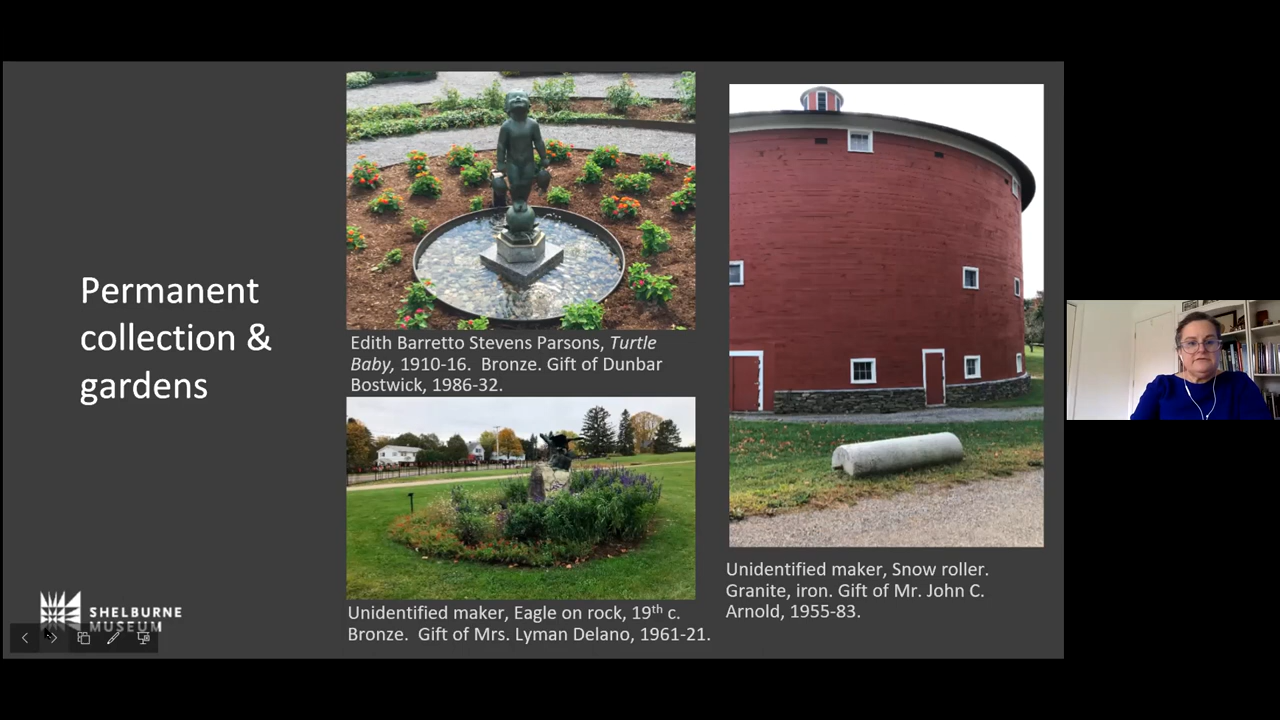 Permanent
collection &
gardens
Edith Barretto Stevens Parsons, Turtle
Baby, 1910-16.  Bronze. Gift of Dunbar
Bostwick, 1986-32.
Unidentified maker, Eagle on rock, 19th c.
Bronze.  Gift of Mrs. Lyman Delano, 1961-21.
Unidentified maker, Snow roller.
Granite, iron. Gift of Mr. John C.
Arnold, 1955-83.
SHELBURNE
MUSEUM